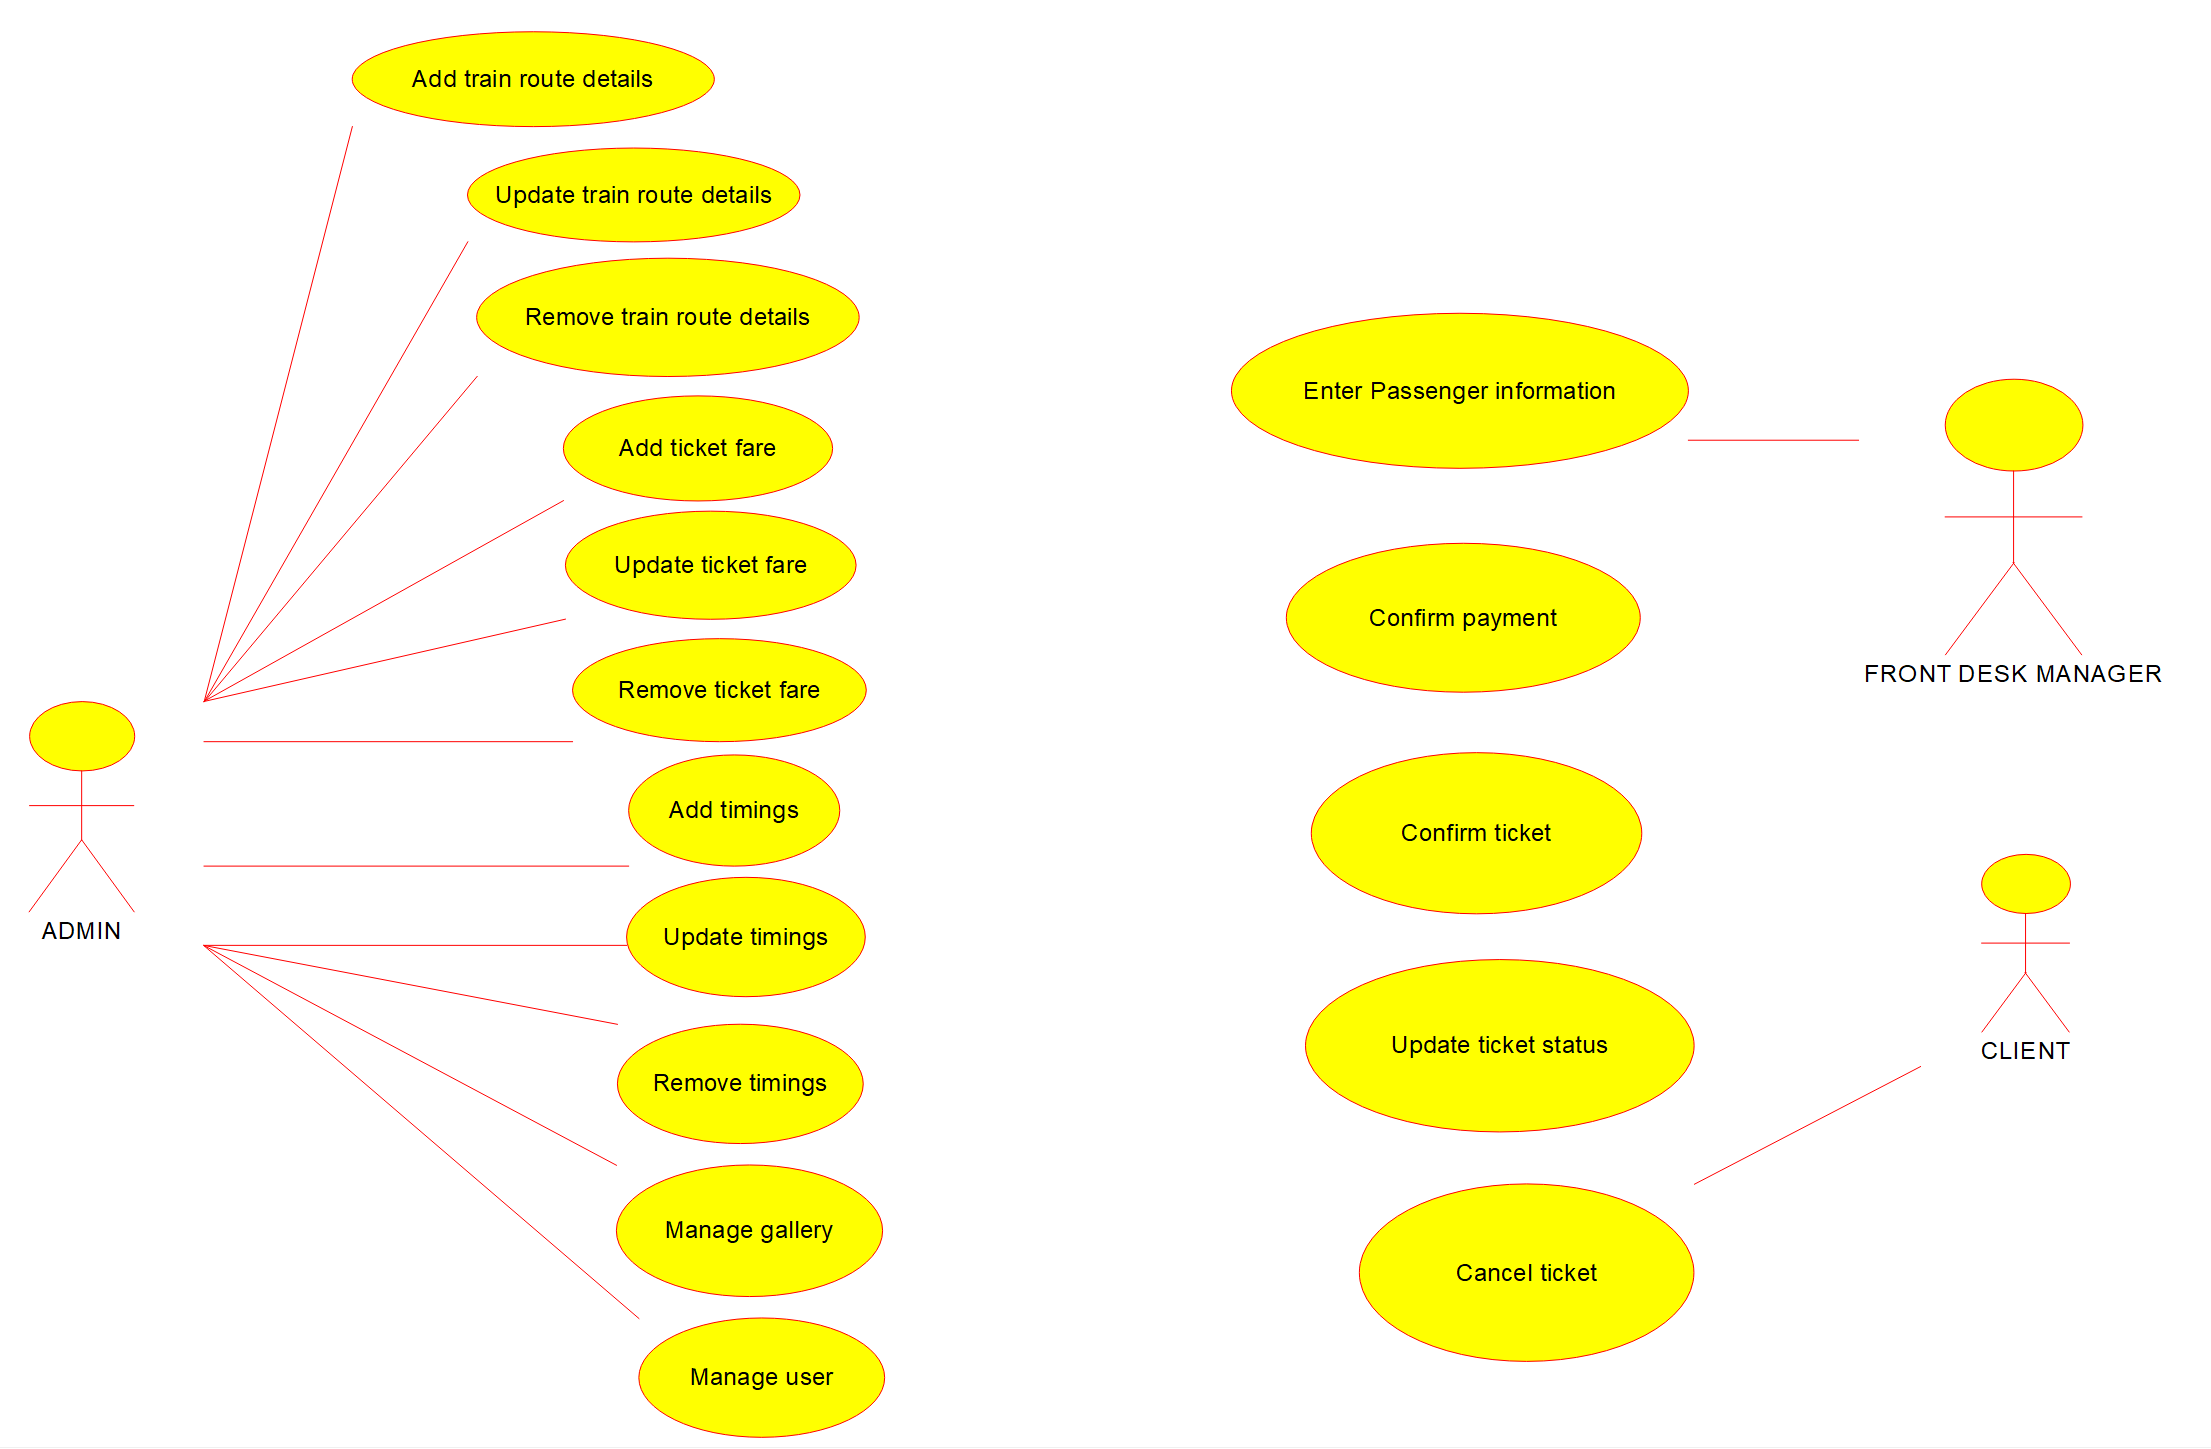 Add train route details
Update train route details
Remove train route details
Add ticket fare
Update ticket fare
Remove ticket fare
Add timings
Update timings
Remove timings
Manage gallery
Manage user
ADMIN
Enter Passenger information
Confirm payment
Confirm ticket
Update ticket status
Cancel ticket
FRONT DESK MANAGER
CLIENT